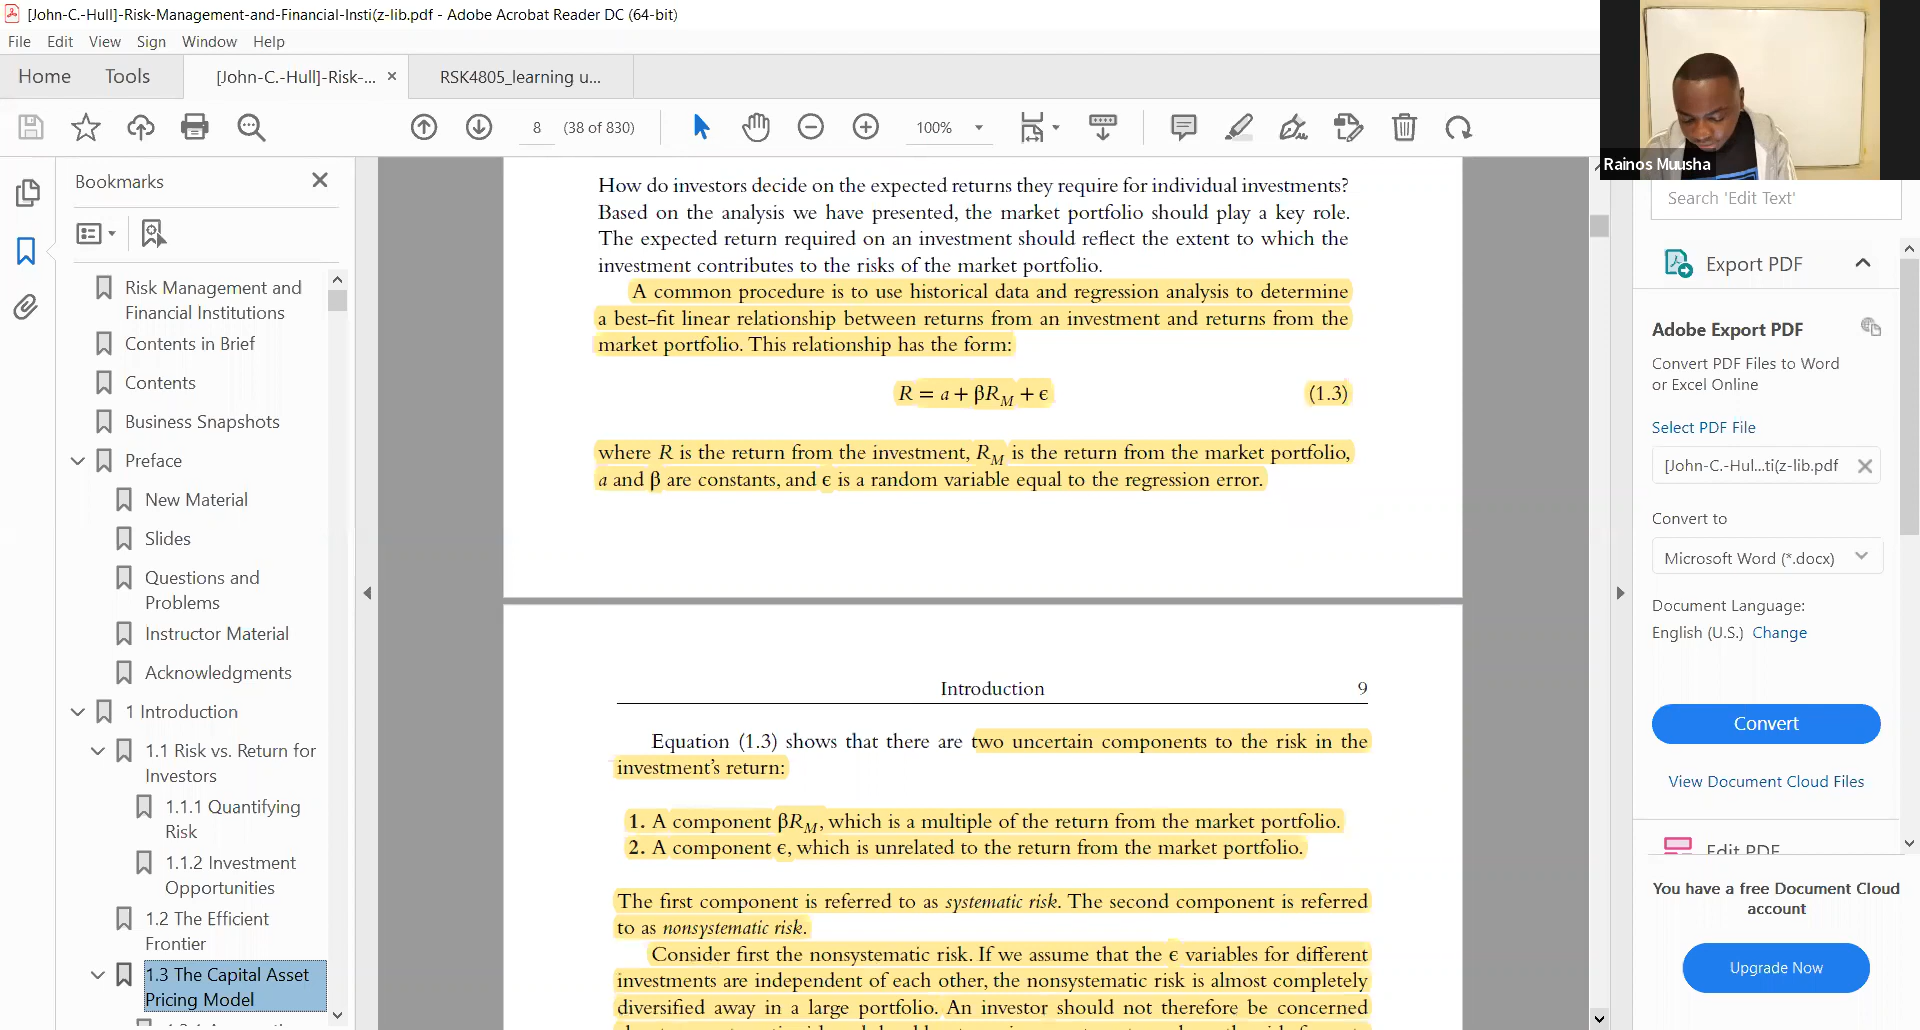 [John-C.-Hull]-Risk-Management-and-Financial-Insti(z-lib.pdf - Adobe Acrobat Reader DC (64-bit)
File Edit View Sign Window Help
Home Tools [John-C.-Hull]-Risk-... × RSK4805_learning u...
8 (38 of 830) 100%
Rainos Muusha
Bookmarks
Risk Management and
Financial Institutions
Contents in Brief
Contents
Business Snapshots
Preface
New Material
Slides
Questions and
Problems
Instructor Material
Acknowledgments
1 Introduction
1.1 Risk vs. Return for
Investors
1.1.1 Quantifying
Risk
1.1.2 Investment
Opportunities
1.2 The Efficient
Frontier
1.3 The Capital Asset
Pricing Model
How do investors decide on the expected returns they require for individual investments?
Based on the analysis we have presented, the market portfolio should play a key role.
The expected return required on an investment should reflect the extent to which the
investment contributes to the risks of the market portfolio.
A common procedure is to use historical data and regression analysis to determine
a best-fit linear relationship between returns from an investment and returns from the
market portfolio. This relationship has the form:
R = a + βR_M + ϵ (1.3)
where R is the return from the investment, R_M is the return from the market portfolio,
a and β are constants, and ϵ is a random variable equal to the regression error.
Introduction 9
Equation (1.3) shows that there are two uncertain components to the risk in the
investment's return:
1. A component βR_M, which is a multiple of the return from the market portfolio.
2. A component ϵ, which is unrelated to the return from the market portfolio.
The first component is referred to as systematic risk. The second component is referred
to as nonsystematic risk.
Consider first the nonsystematic risk. If we assume that the ϵ variables for different
investments are independent of each other, the nonsystematic risk is almost completely
diversified away in a large portfolio. An investor should not therefore be concerned
Search 'Edit Text'
Export PDF
Adobe Export PDF
Convert PDF Files to Word
or Excel Online
Select PDF File
[John-C.-Hul...ti(z-lib.pdf
Convert to
Microsoft Word (*.docx)
Document Language:
English (U.S.) Change
Convert
View Document Cloud Files
Edit PDF
You have a free Document Cloud
account
Upgrade Now